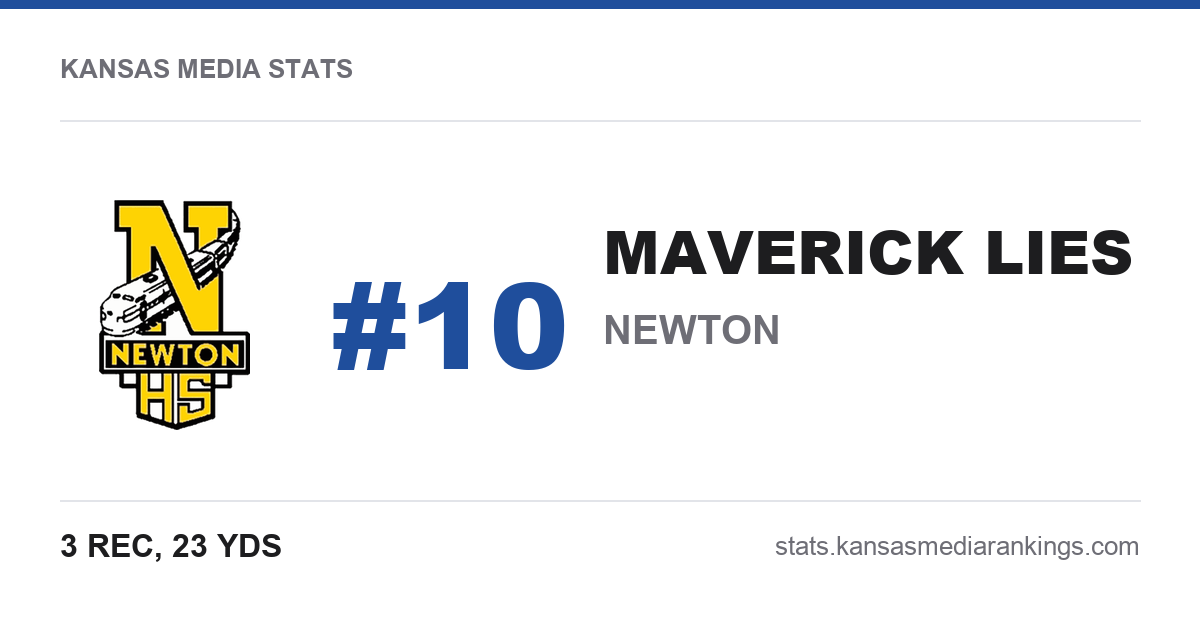 KANSAS MEDIA STATS
N
NEWTON
HS
#10
MAVERICK LIES
NEWTON
3 REC, 23 YDS
stats.kansasmediarankings.com